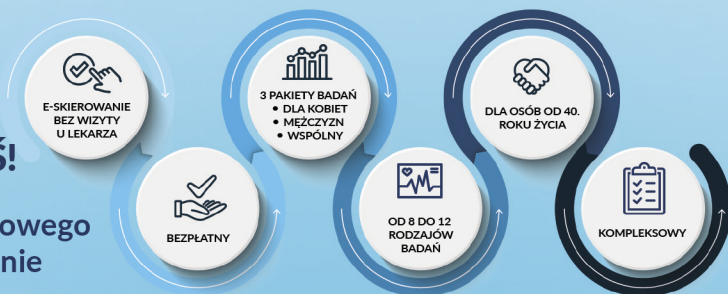 E-SKIEROWANIE
BEZ WIZYTY
U LEKARZA
BEZPŁATNY
3 PAKIETY BADAŃ
• DLA KOBIET
• MĘŻCZYZN
• WSPÓLNY
OD 8 DO 12
RODZAJÓW
BADAŃ
DLA OSÓB OD 40.
ROKU ŻYCIA
KOMPLEKSOWY
Ś!
owego
nie